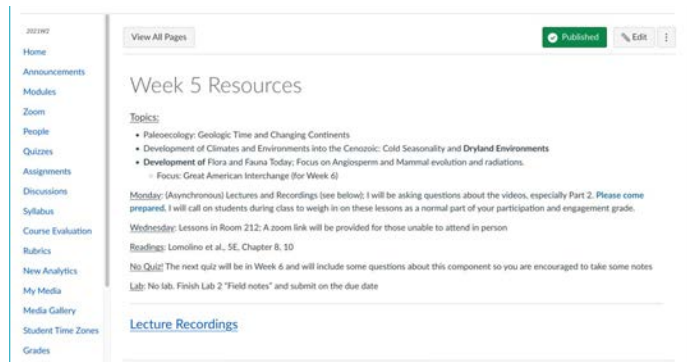 2021W2
Home
Announcements
Modules
Zoom
People
Quizzes
Assignments
Discussions
Syllabus
Course Evaluation
Rubrics
New Analytics
My Media
Media Gallery
Student Time Zones
Grades
View All Pages
Published
Edit
Week 5 Resources
Topics:
• Paleoecology: Geologic Time and Changing Continents
• Development of Climates and Environments into the Cenozoic: Cold Seasonality and Dryland Environments
• Development of Flora and Fauna Today: Focus on Angiosperm and Mammal evolution and radiations.
○ Focus: Great American Interchange (for Week 6)
Monday: (Asynchronous) Lectures and Recordings (see below); I will be asking questions about the videos, especially Part 2. Please come
prepared. I will call on students during class to weigh in on these lessons as a normal part of your participation and engagement grade.
Wednesday: Lessons in Room 212; A zoom link will be provided for those unable to attend in person
Readings: Lomolino et al., 5E, Chapter 8, 10
No Quiz! The next quiz will be in Week 6 and will include some questions about this component so you are encouraged to take some notes
Lab: No lab. Finish Lab 2 "Field notes" and submit on the due date
Lecture Recordings